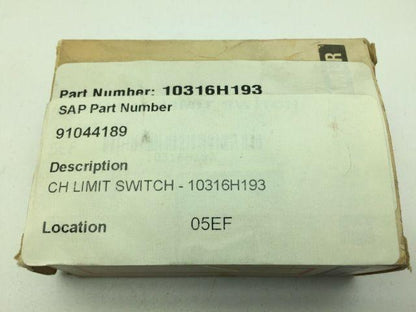 Part Number: 10316H193
SAP Part Number
91044189
Description
CH LIMIT SWITCH - 10316H193
Location 05EF